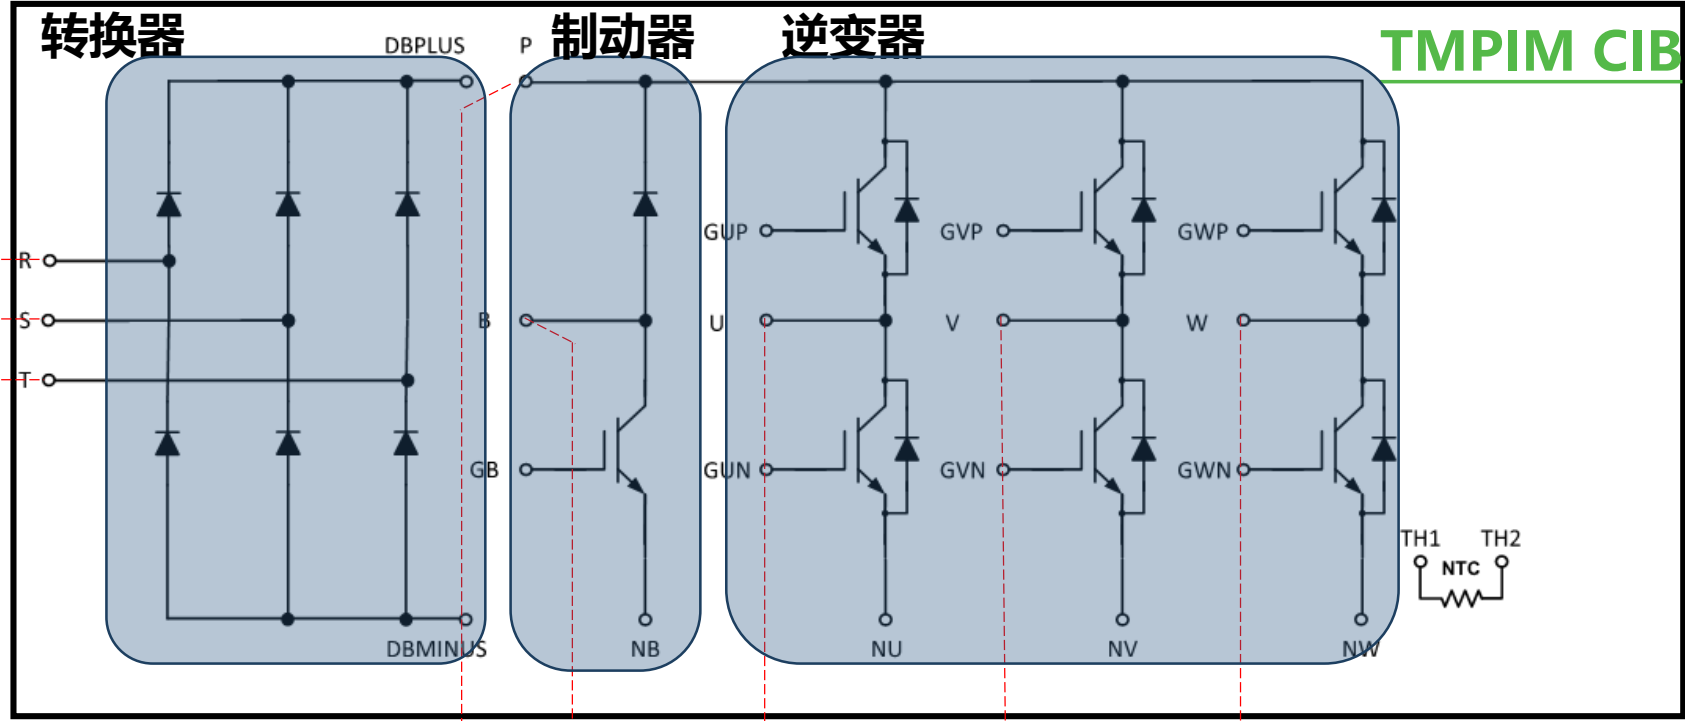 转换器
制动器
逆变器
TMPIM CIB
DBPLUS
P
R
S
T
DBMINUS
B
GB
NB
GUP
GVP
GWP
U
V
W
GUN
GVN
GWN
NU
NV
NW
TH1
TH2
NTC